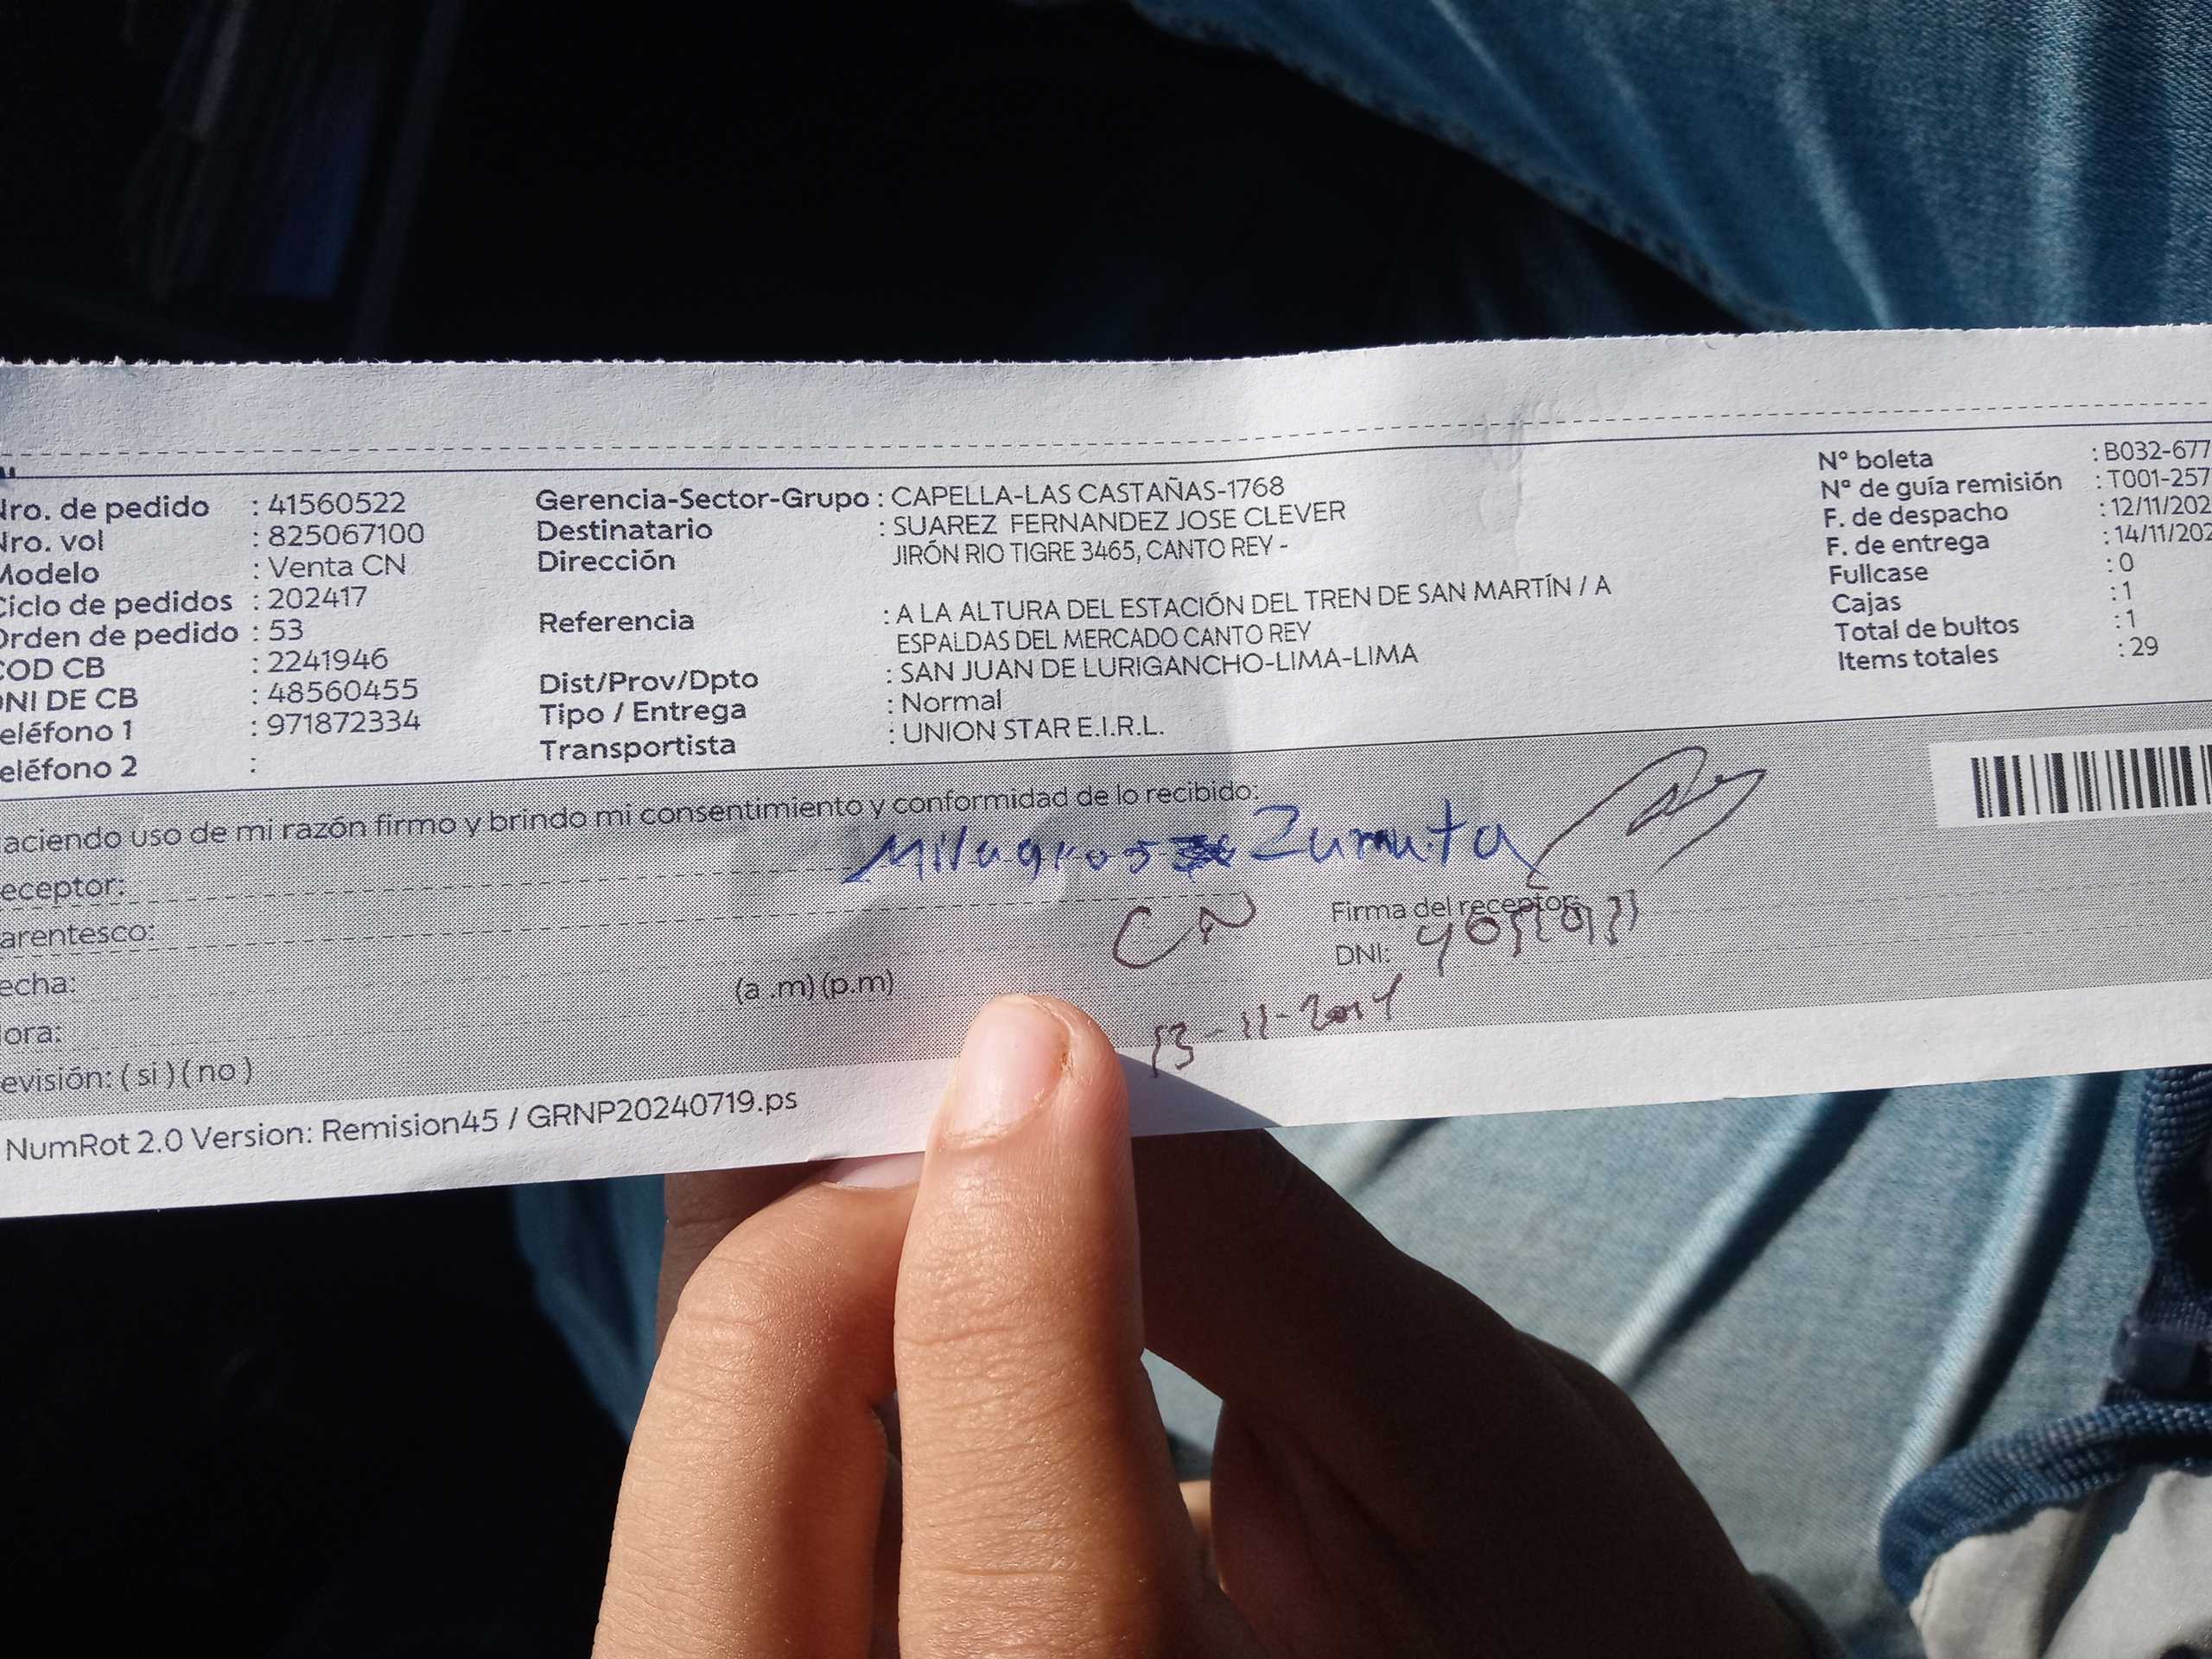 Nro. de pedido : 41560522
Nro. vol : 825067100
Modelo : Venta CN
Ciclo de pedidos : 202417
Orden de pedido : 53
COD CB : 2241946
DNI DE CB : 48560455
eléfono 1 : 971872334
eléfono 2 :
Gerencia-Sector-Grupo : CAPELLA-LAS CASTAÑAS-1768
Destinatario : SUAREZ FERNANDEZ JOSE CLEVER
Dirección JIRÓN RIO TIGRE 3465, CANTO REY -
Referencia : A LA ALTURA DEL ESTACIÓN DEL TREN DE SAN MARTÍN / A
ESPALDAS DEL MERCADO CANTO REY
Dist/Prov/Dpto : SAN JUAN DE LURIGANCHO-LIMA-LIMA
Tipo / Entrega : Normal
Transportista : UNION STAR E.I.R.L.
N° boleta : B032-677
N° de guía remisión : T001-257
F. de despacho : 12/11/202
F. de entrega : 14/11/202
Fullcase : 0
Cajas : 1
Total de bultos : 1
Items totales : 29
aciendo uso de mi razón firmo y brindo mi consentimiento y conformidad de lo recibido:
eceptor: Milagros Zumuta
arentesco: CN
echa: 13-11-2024
ora: (a .m) (p.m)
evisión: ( si ) ( no )
Firma del receptor:
DNI:
NumRot 2.0 Version: Remision45 / GRNP20240719.ps